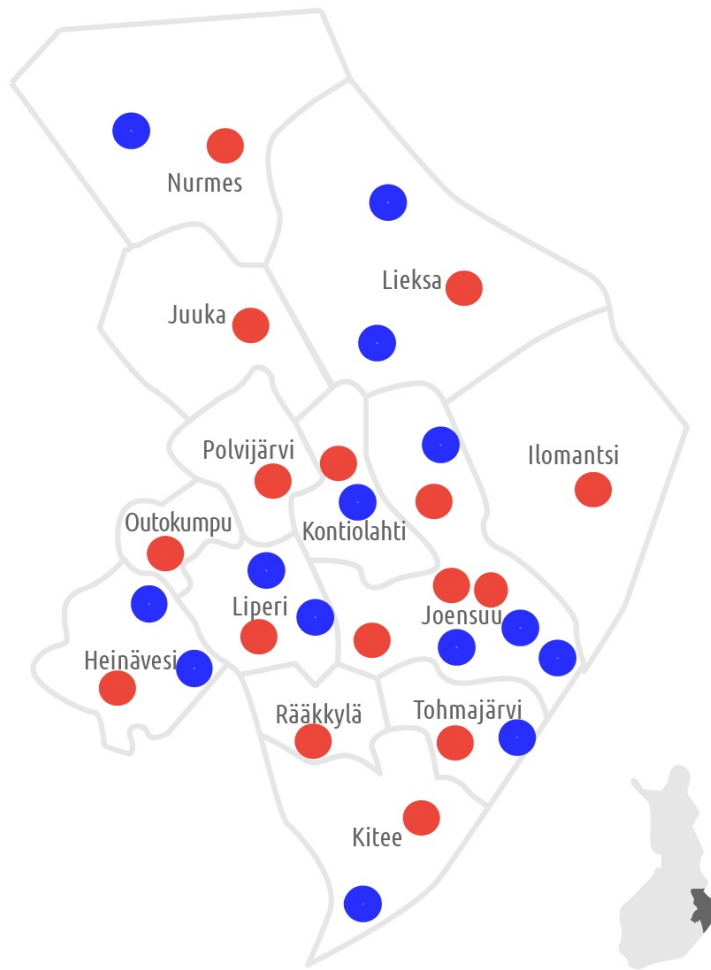 Nurmes
Lieksa
Juuka
Polvijärvi
Ilomantsi
Outokumpu
Kontiolahti
Liperi
Joensuu
Heinävesi
Rääkkylä
Tohmajärvi
Kitee